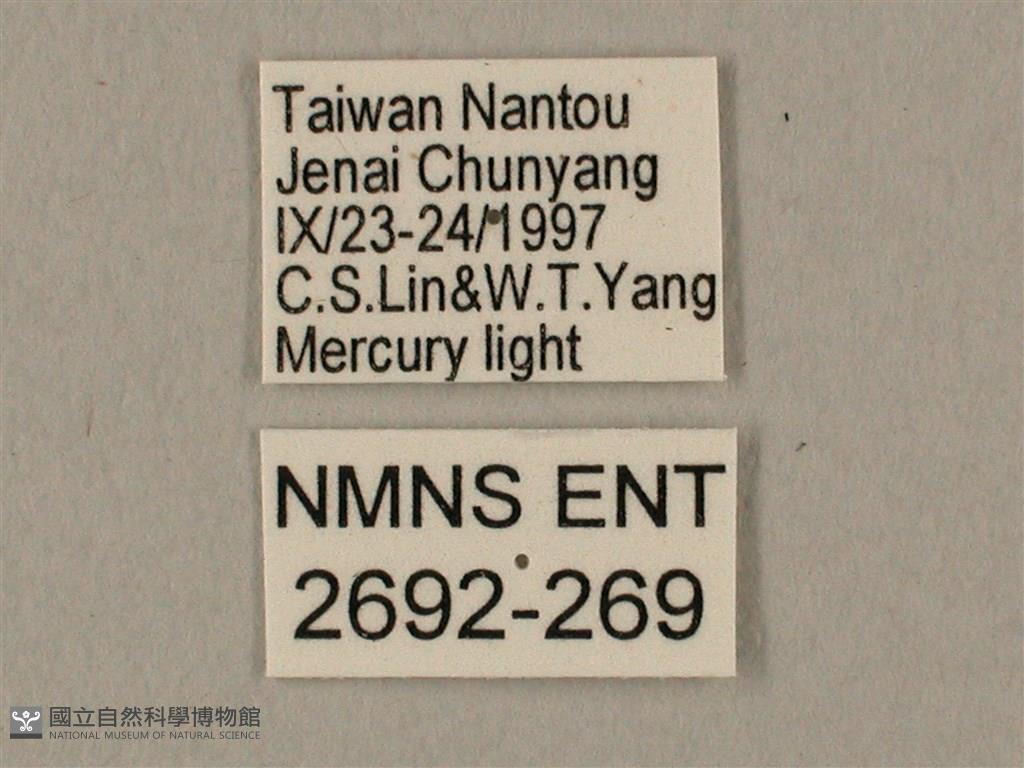 Taiwan Nantou
Jenai Chunyang
IX/23-24/1997
C.S.Lin&W.T.Yang
Mercury light
NMNS ENT
2692-269
國立自然科學博物館
NATIONAL MUSEUM OF NATURAL SCIENCE